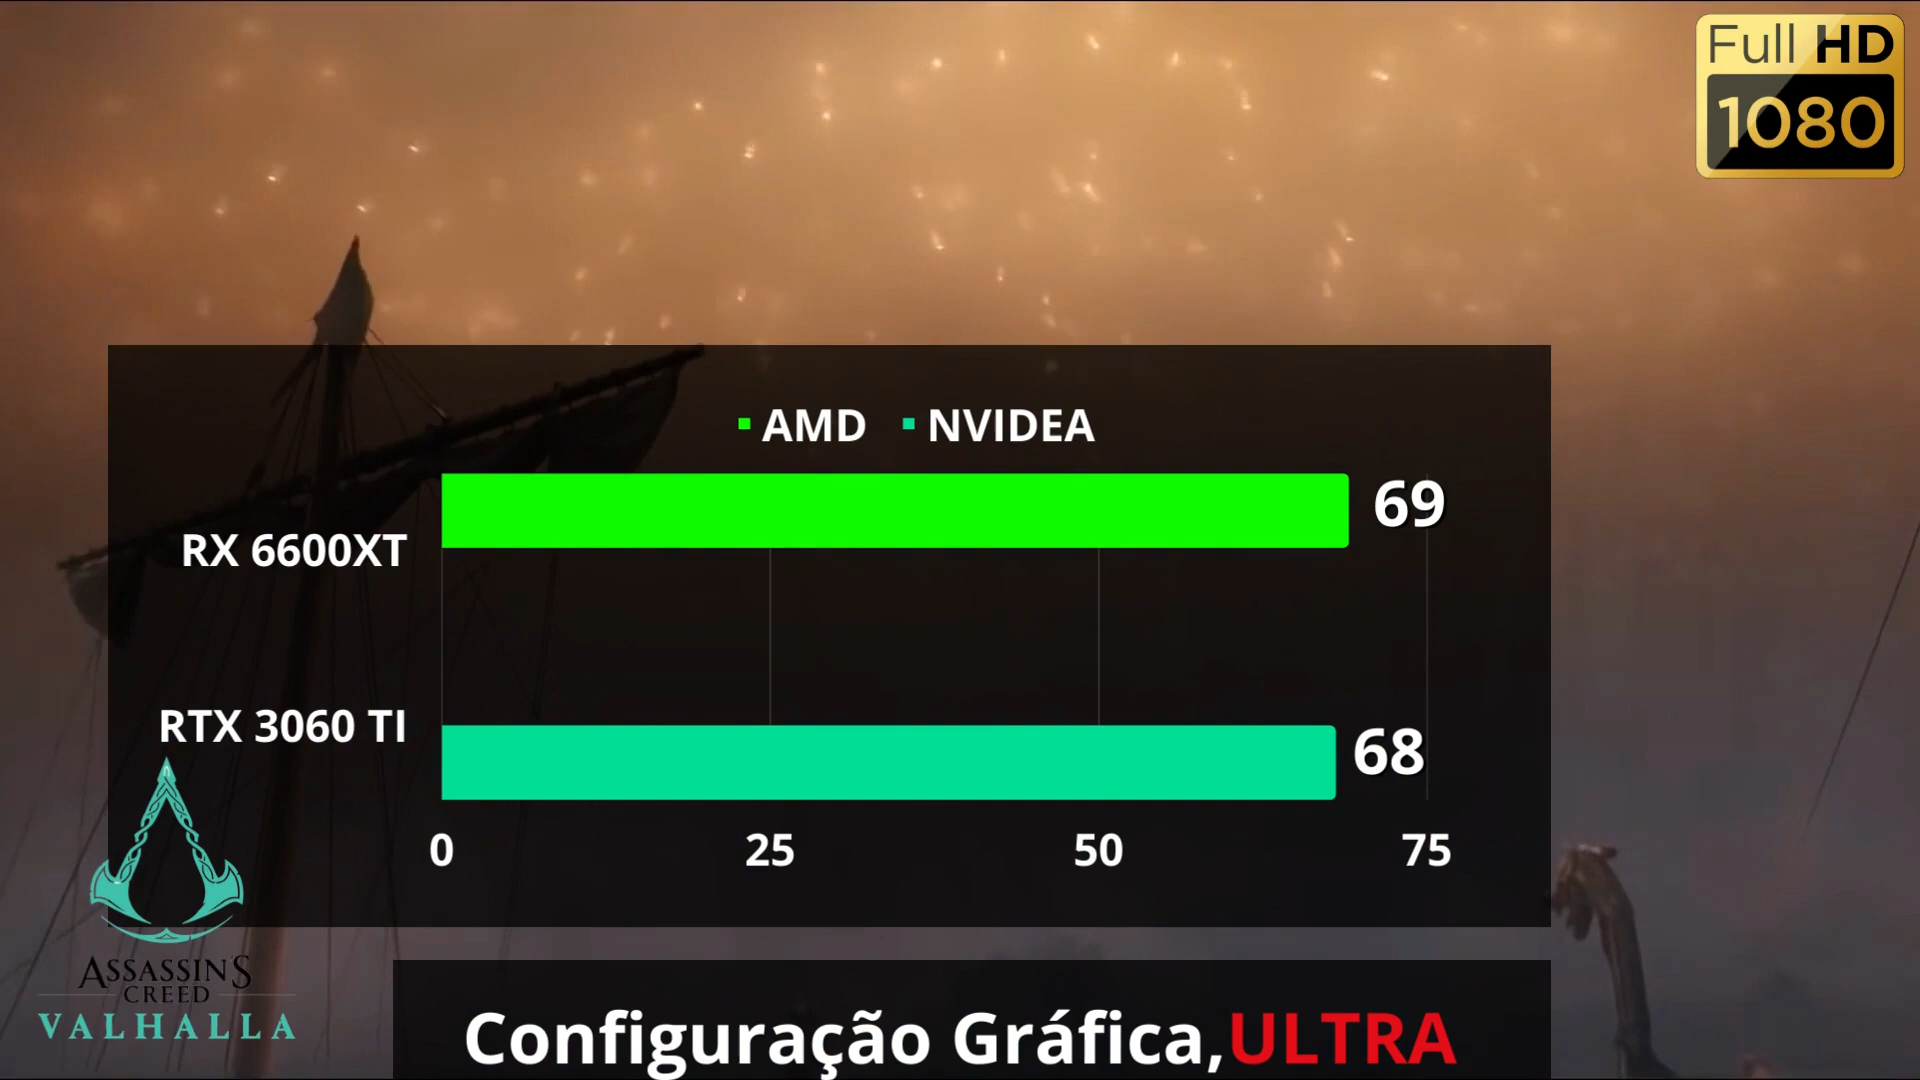 Full HD
1080
AMD NVIDEA
69
RX 6600XT
RTX 3060 TI
68
0 25 50 75
ASSASSIN'S
CREED
VALHALLA
Configuração Gráfica,ULTRA